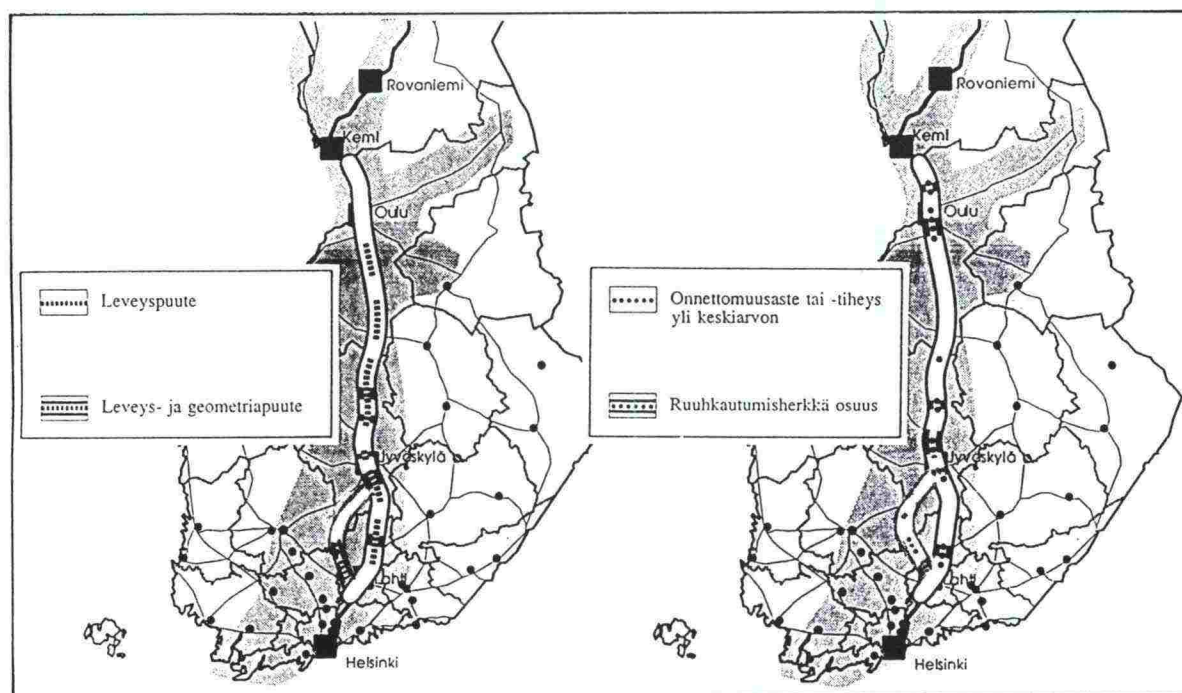 Rovaniemi
Kemi
Oulu
Leveyspuute
Leveys- ja geometriapuute
Jyväskylä
Lahti
Helsinki
Rovaniemi
Kemi
Oulu
Onnettomuusaste tai -tiheys
yli keskiarvon
Ruuhkautumisherkkä osuus
Jyväskylä
Lahti
Helsinki